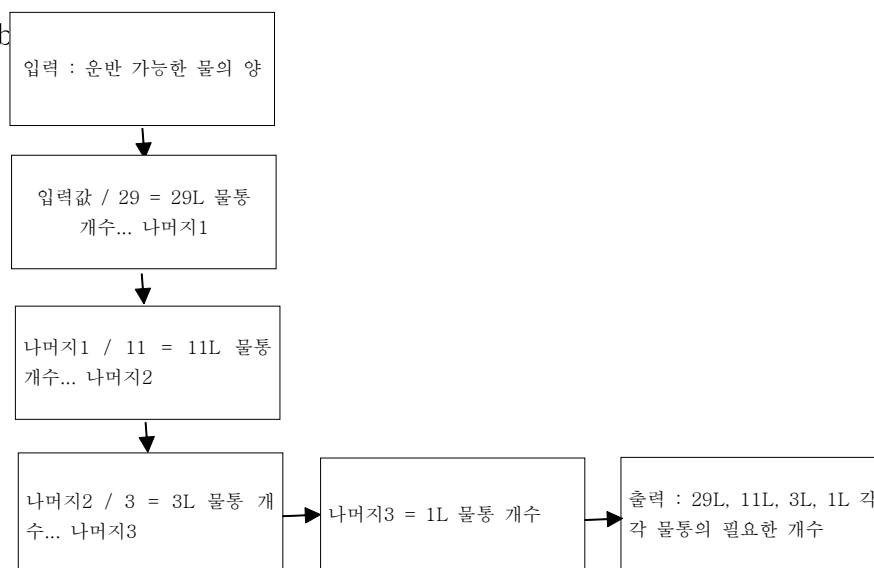 b
입력 : 운반 가능한 물의 양
입력값 / 29 = 29L 물통
개수... 나머지1
나머지1 / 11 = 11L 물통
개수... 나머지2
나머지2 / 3 = 3L 물통 개
수... 나머지3
나머지3 = 1L 물통 개수
출력 : 29L, 11L, 3L, 1L 각
각 물통의 필요한 개수